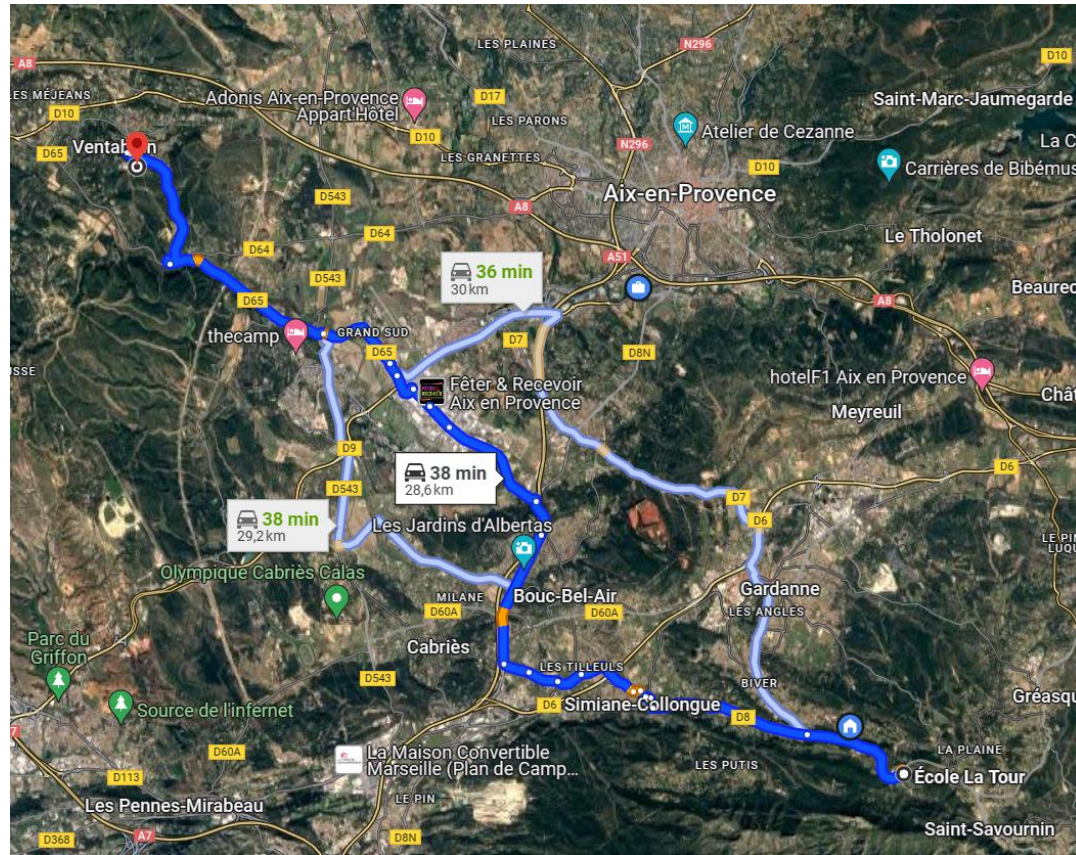 LES PLAINES
N296
D10
A8
LES MÉJEANS
D17
Adonis Aix-en-Provence
Appart'Hôtel
Saint-Marc-Jaumegarde
D10
LES PARONS
Atelier de Cezanne
D10
La
D65
Ventabren
LES GRANETTES
N296
D10
Carrières de Bibémus
D543
Aix-en-Provence
A8
D64
D64
Le Tholonet
D543
A51
36 min
30 km
D65
A8
thecamp
GRAND SUD
D65
D7
D8N
Fêter & Recevoir
Aix en Provence
hotelF1 Aix en Provence
Meyreuil
D9
D6
38 min
28,6 km
D543
D7
38 min
29,2 km
Les Jardins d'Albertas
D6
Olympique Cabriès Calas
MILANE
Bouc-Bel-Air
Gardanne
D60A
D60A
LES ANGLES
Parc du
Griffon
Cabriès
D543
LES TILLEULS
BIVER
Source de l'infernet
D6
Simiane-Collongue
D8
D60A
La Maison Convertible
Marseille (Plan de Camp...
LES PUTIS
LA PLAINE
D113
École La Tour
Les Pennes-Mirabeau
LE PIN
A7
D368
D8N
Saint-Savournin